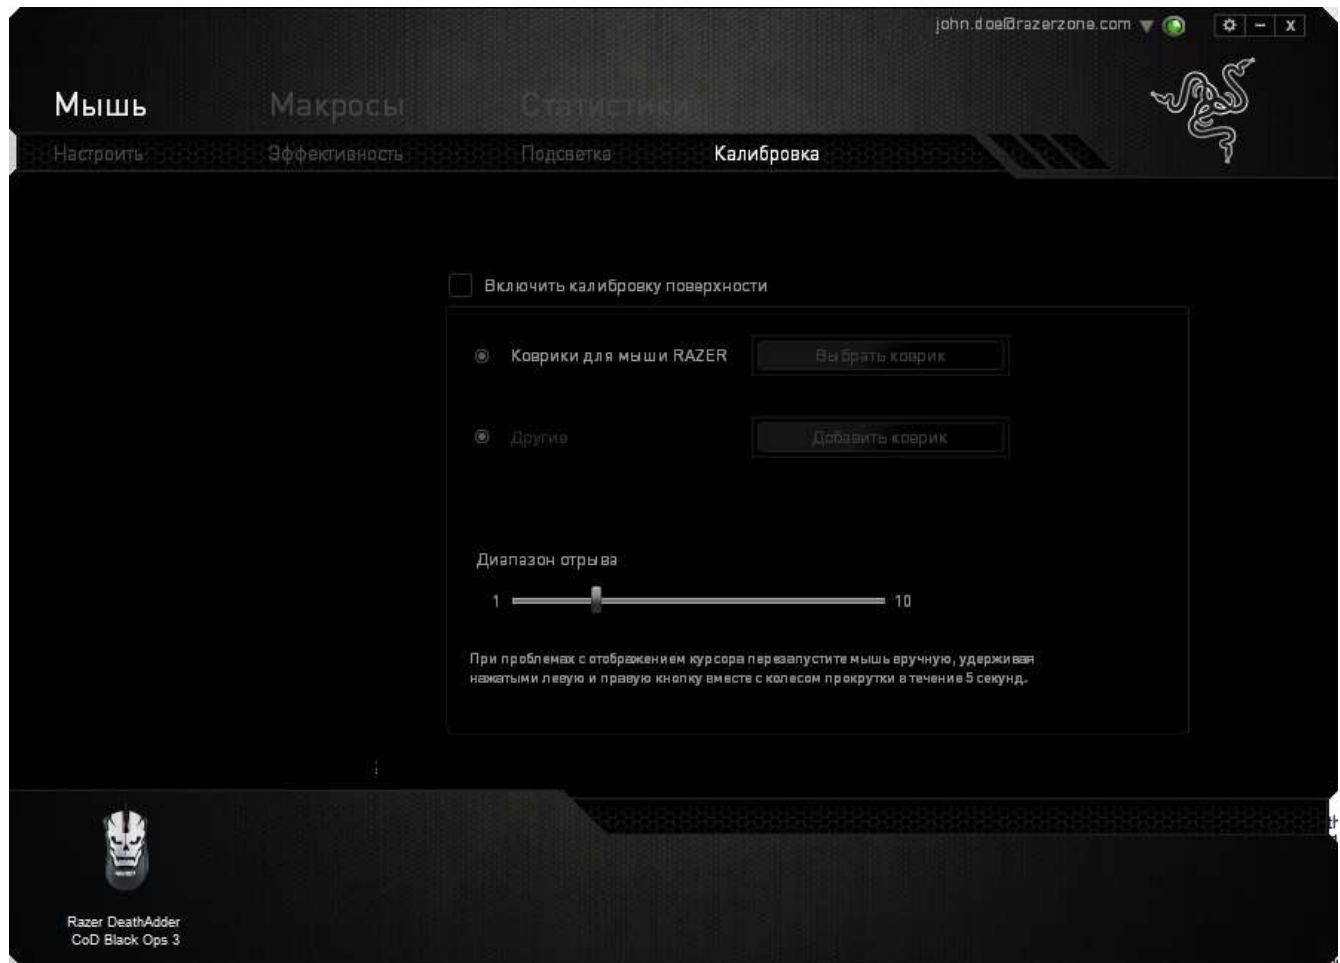 john.doe@razerzone.com
Мышь Макросы Статистики
Настроить Эффективность Подсветка Калибровка
Включить калибровку поверхности
Коврики для мыши RAZER Выбрать коврик
Другие Добавить коврик
Диапазон отрыва
1 10
При проблемах с отображением курсора перезапустите мышь вручную, удерживая
нажатыми левую и правую кнопку вместе с колесом прокрутки в течение 5 секунд.
Razer DeathAdder
CoD Black Ops 3